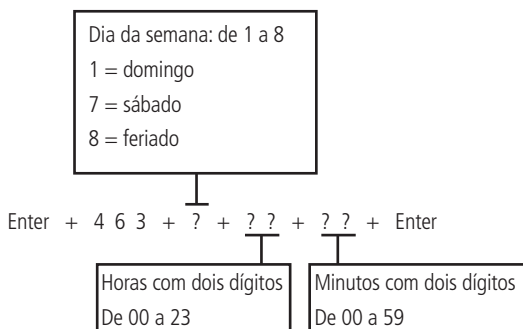 Dia da semana: de 1 a 8
1 = domingo
7 = sábado
8 = feriado
Enter + 4 6 3 + ? + ? ? + ? ? + Enter
Horas com dois dígitos
De 00 a 23
Minutos com dois dígitos
De 00 a 59